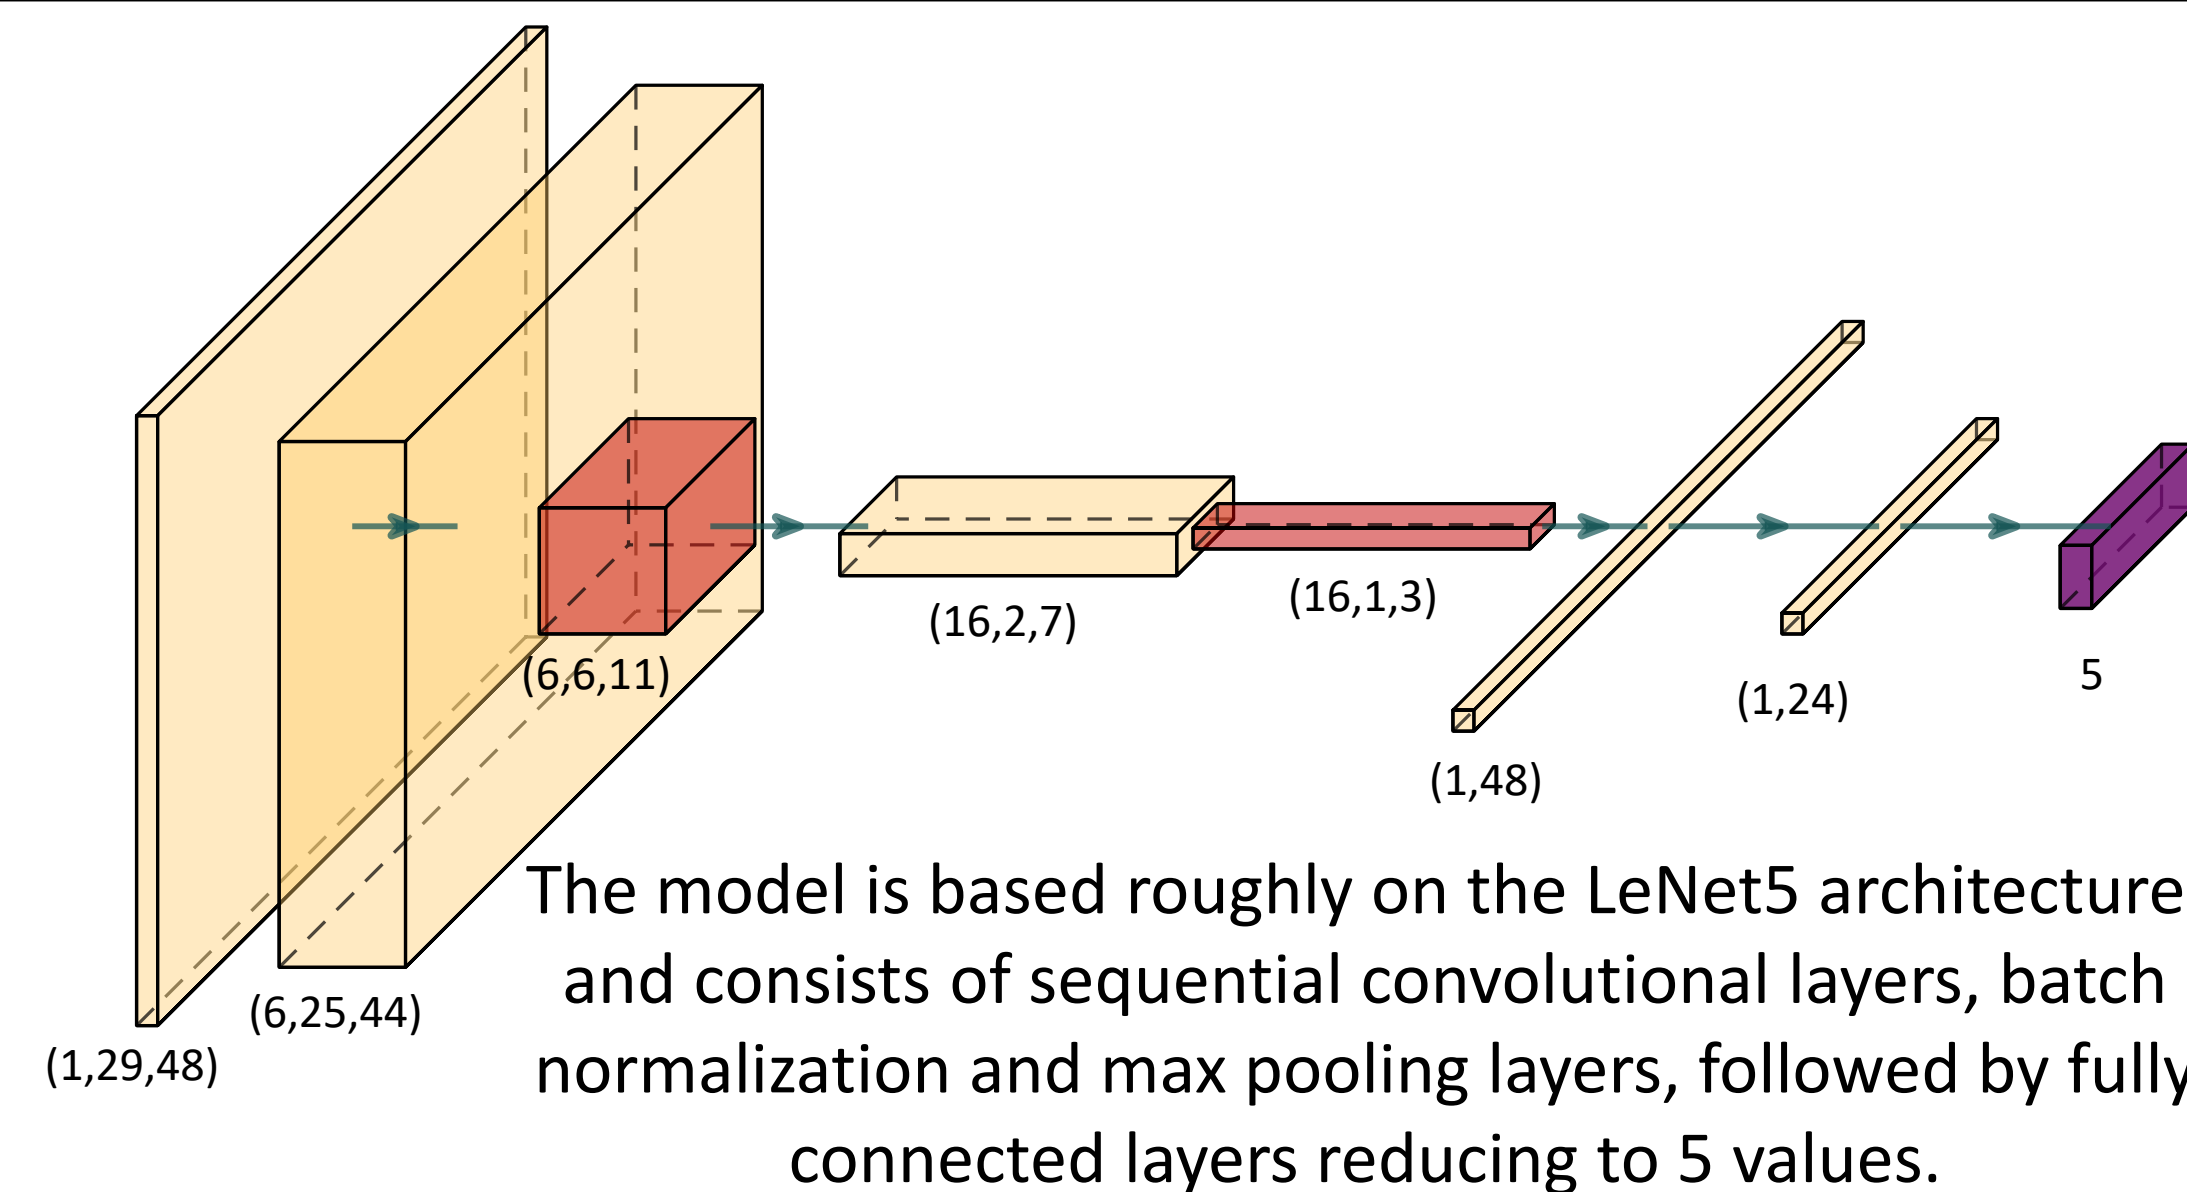 (1,29,48)
(6,25,44)
(6,6,11)
(16,2,7)
(16,1,3)
(1,48)
(1,24)
5
The model is based roughly on the LeNet5 architecture
and consists of sequential convolutional layers, batch
normalization and max pooling layers, followed by fully
connected layers reducing to 5 values.